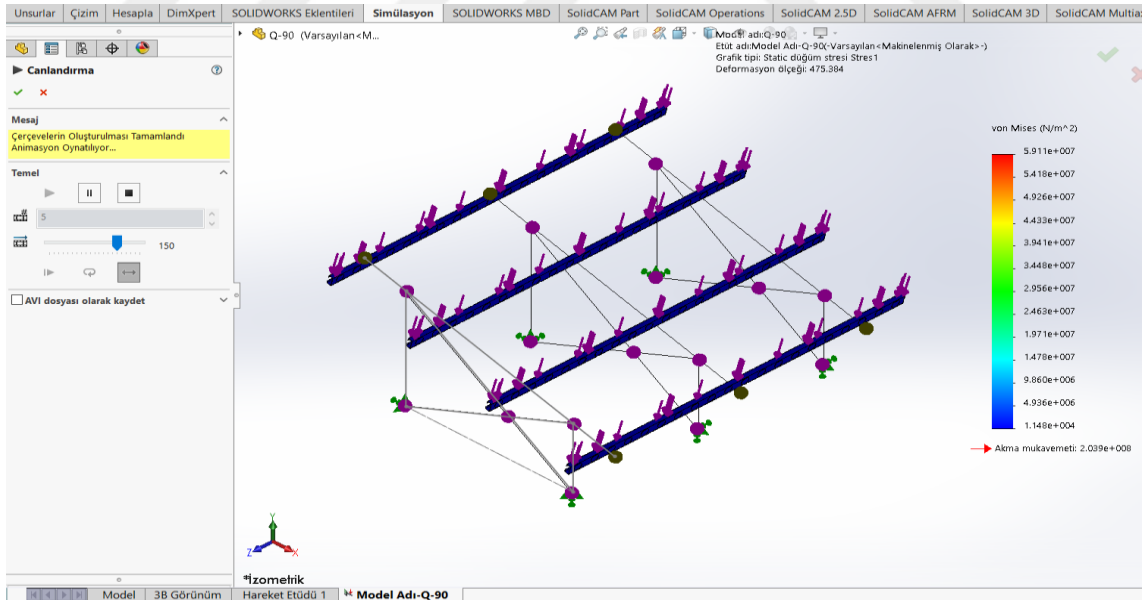 Unsurlar Çizim Hesapla DimXpert SOLIDWORKS Eklentileri Simülasyon SOLIDWORKS MBD SolidCAM Part SolidCAM Operations SolidCAM 2.5D SolidCAM AFRM SolidCAM 3D SolidCAM Multiax
Q-90 (Varsayılan<M...
Canlandırma
Mesaj
Çerçevelerin Oluşturulması Tamamlandı
Animasyon Oynatılıyor...
Temel
5
150
AVI dosyası olarak kaydet
Model adı:Q-90
Etüt adı:Model Adı-Q-90(-Varsayılan<Makinelenmiş Olarak>-)
Grafik tipi: Static düğüm stresi Stres1
Deformasyon ölçeği: 475.384
von Mises (N/m^2)
5.911e+007
5.418e+007
4.926e+007
4.433e+007
3.941e+007
3.448e+007
2.956e+007
2.463e+007
1.971e+007
1.478e+007
9.860e+006
4.936e+006
1.148e+004
Akma mukavemeti: 2.039e+008
Y
Z
X
*İzometrik
Model 3B Görünüm Hareket Etüdü 1 Model Adı-Q-90